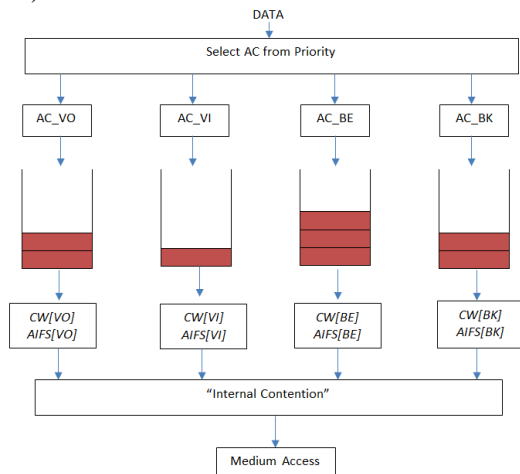 DATA
Select AC from Priority
AC_VO
AC_VI
AC_BE
AC_BK
CW[VO]
AIFS[VO]
CW[VI]
AIFS[VI]
CW[BE]
AIFS[BE]
CW[BK]
AIFS[BK]
“Internal Contention”
Medium Access